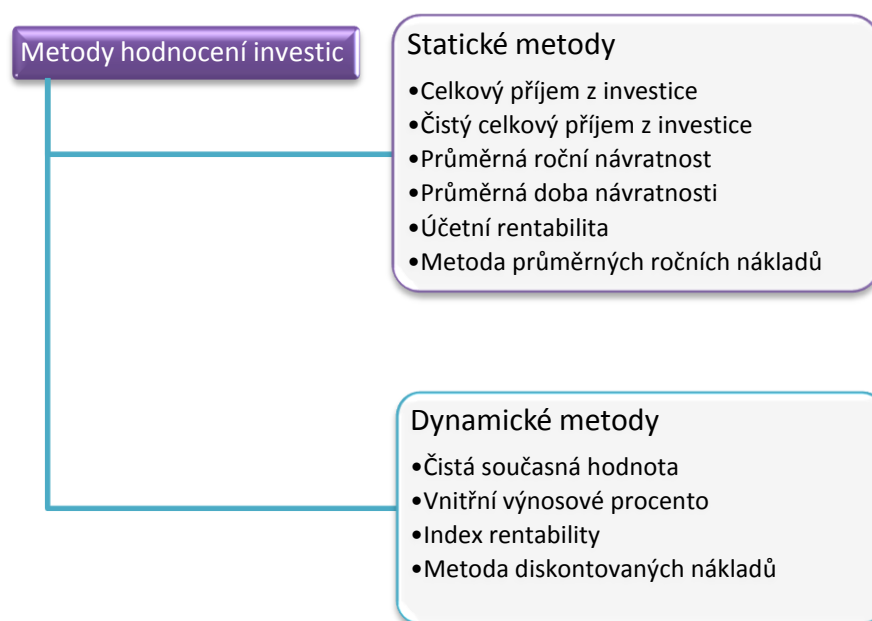 Metody hodnocení investic
Statické metody
•Celkový příjem z investice
•Čistý celkový příjem z investice
•Průměrná roční návratnost
•Průměrná doba návratnosti
•Účetní rentabilita
•Metoda průměrných ročních nákladů
Dynamické metody
•Čistá současná hodnota
•Vnitřní výnosové procento
•Index rentability
•Metoda diskontovaných nákladů